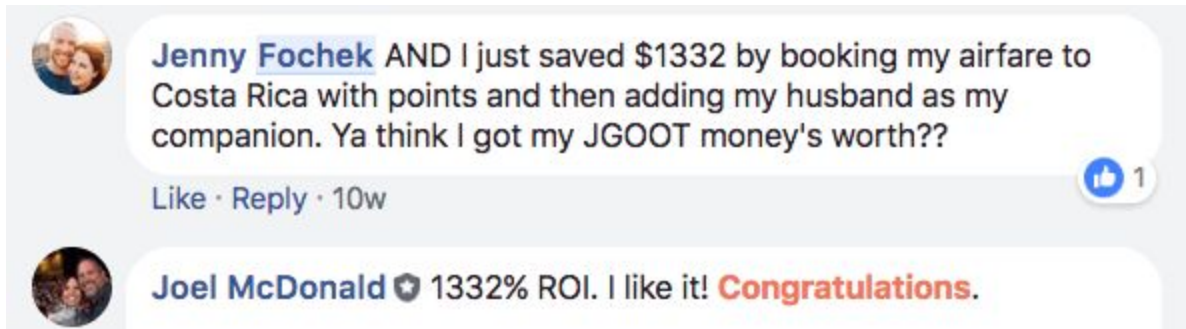 Jenny Fochek AND I just saved $1332 by booking my airfare to
Costa Rica with points and then adding my husband as my
companion. Ya think I got my JGOOT money's worth??
1
Like · Reply · 10w
Joel McDonald 1332% ROI. I like it! Congratulations.